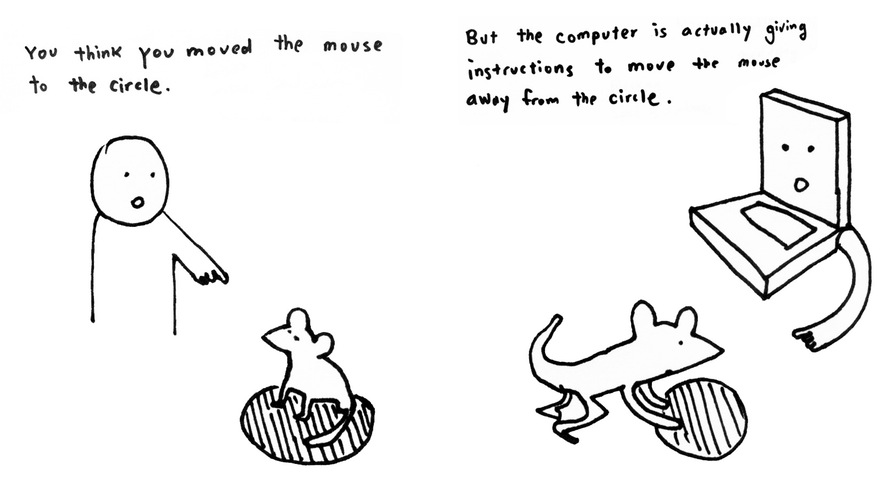 You think you moved the mouse
to the circle.
But the computer is actually giving
instructions to move the mouse
away from the circle.